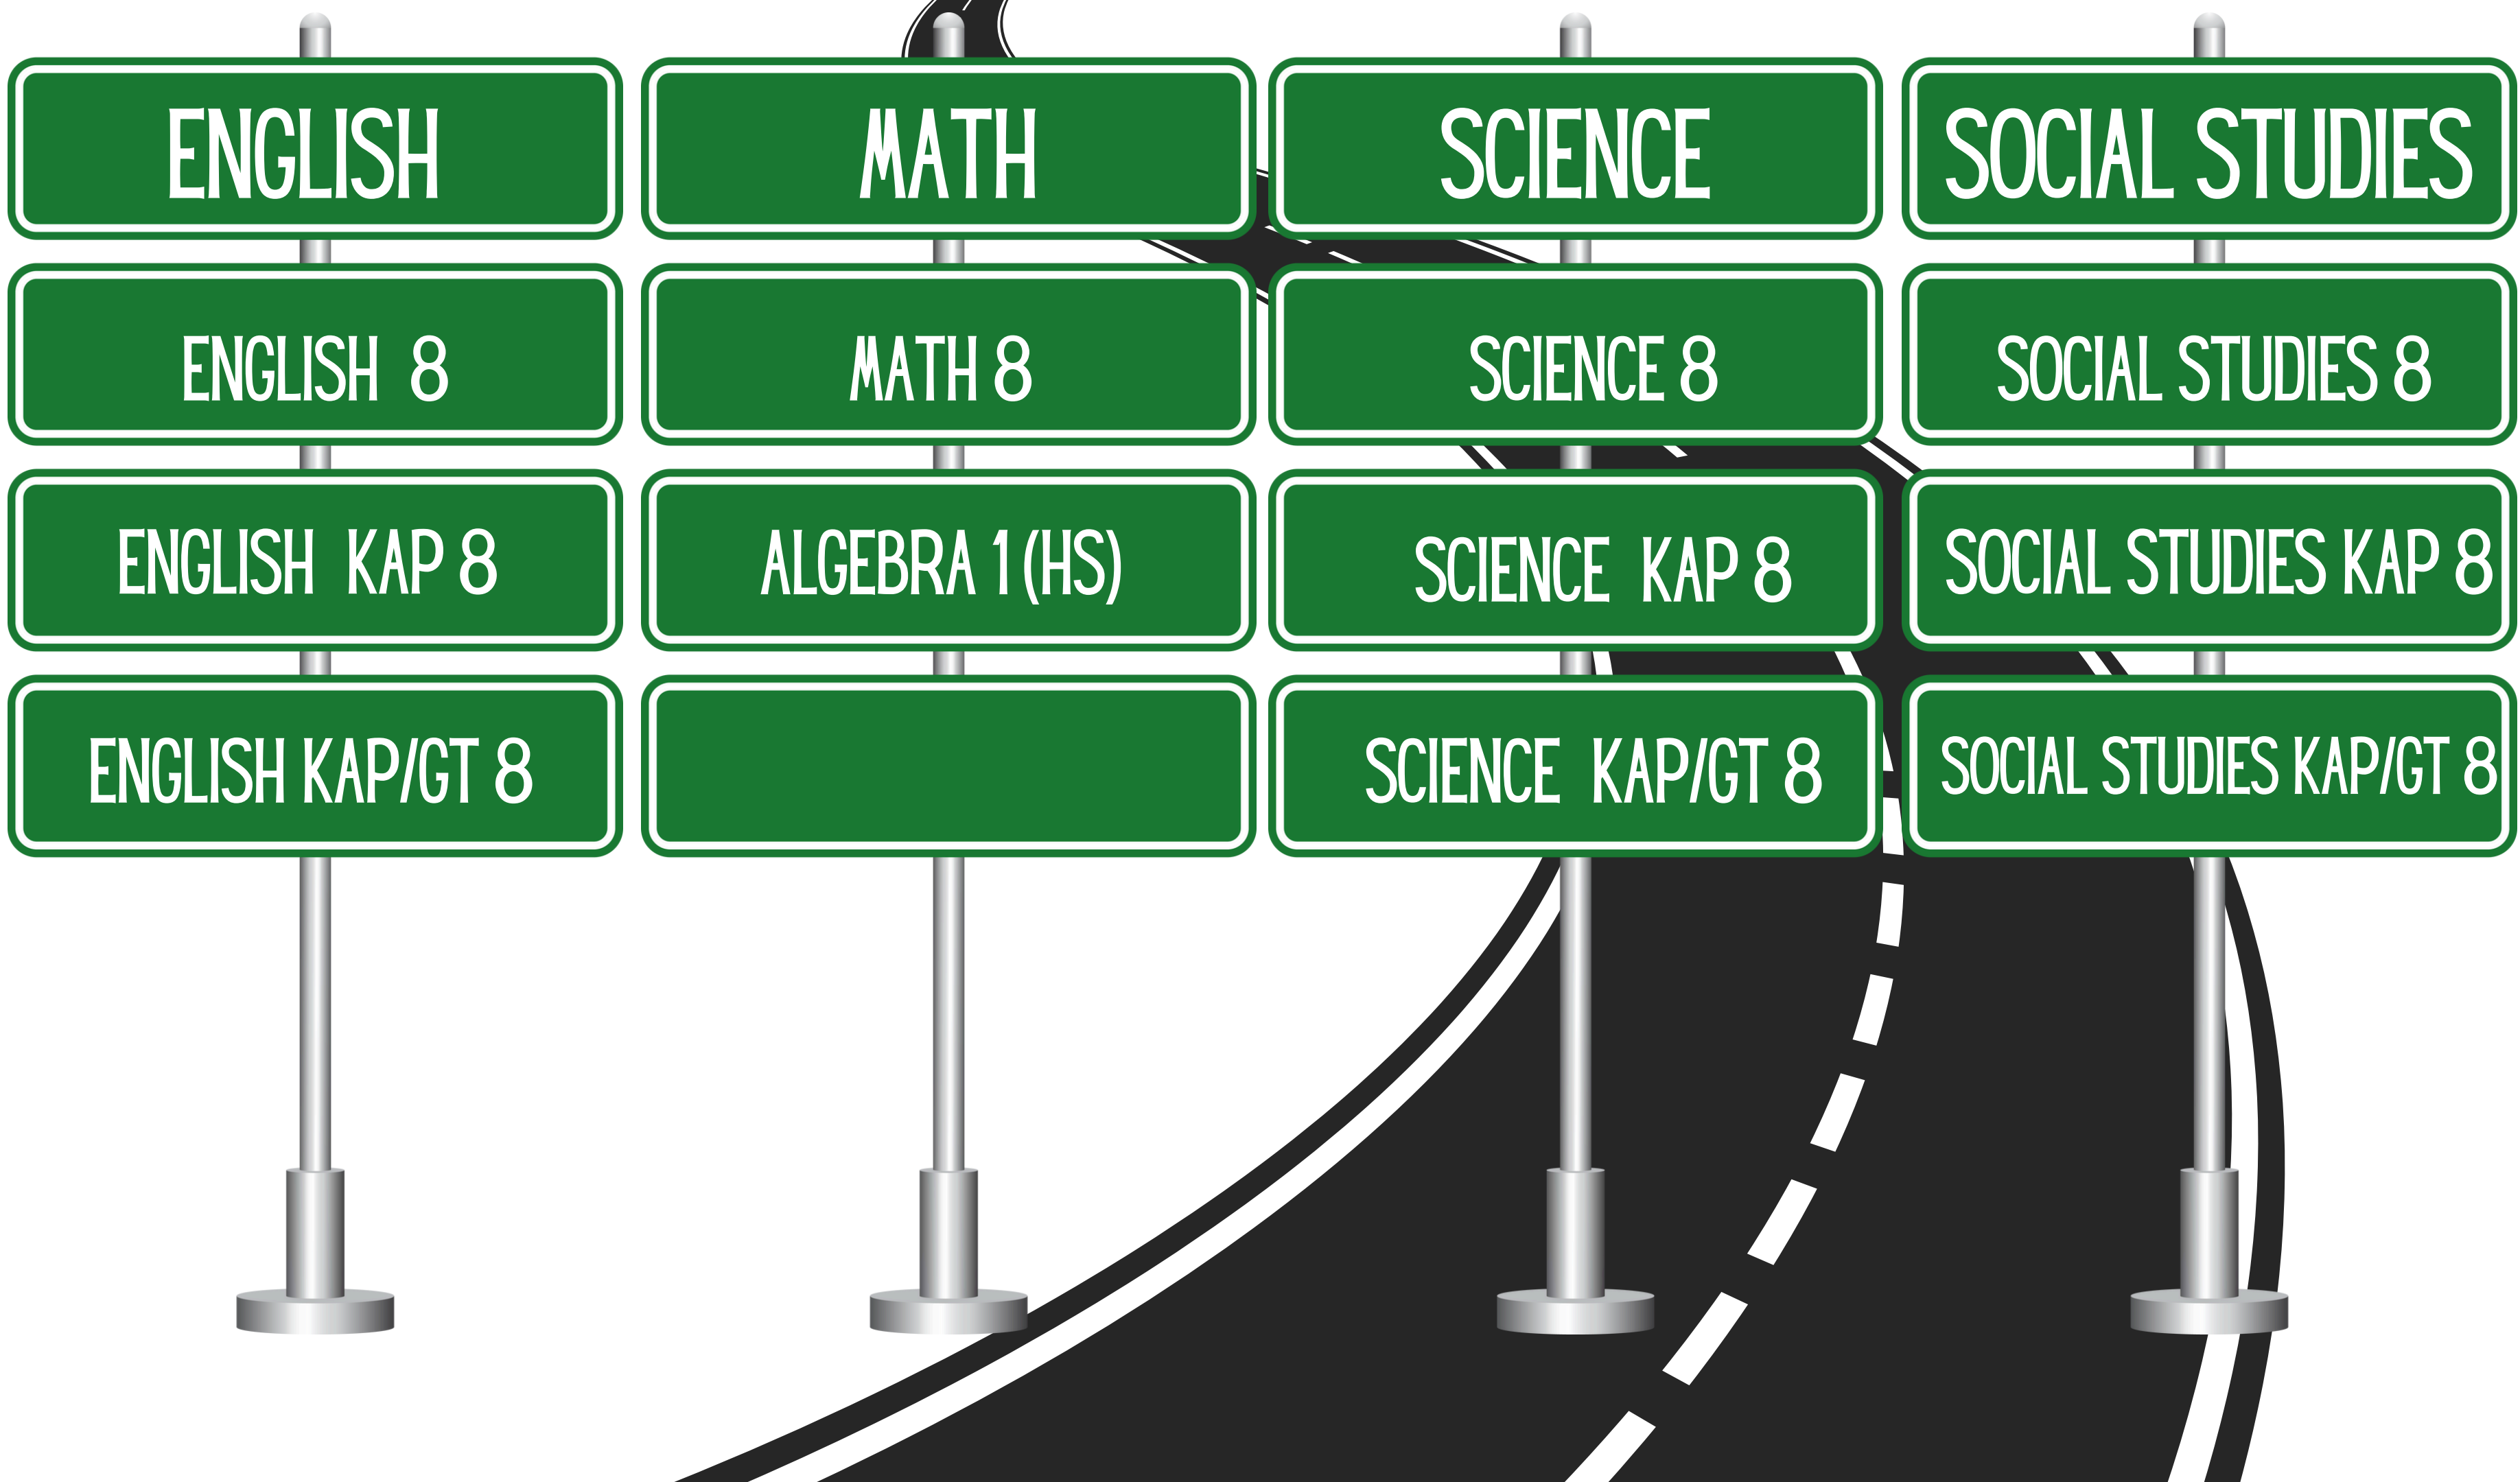 ENGLISH
ENGLISH 8
ENGLISH KAP 8
ENGLISH KAP/GT 8
MATH
MATH 8
ALGEBRA 1 (HS)
SCIENCE
SCIENCE 8
SCIENCE KAP 8
SCIENCE KAP/GT 8
SOCIAL STUDIES
SOCIAL STUDIES 8
SOCIAL STUDIES KAP 8
SOCIAL STUDIES KAP/GT 8